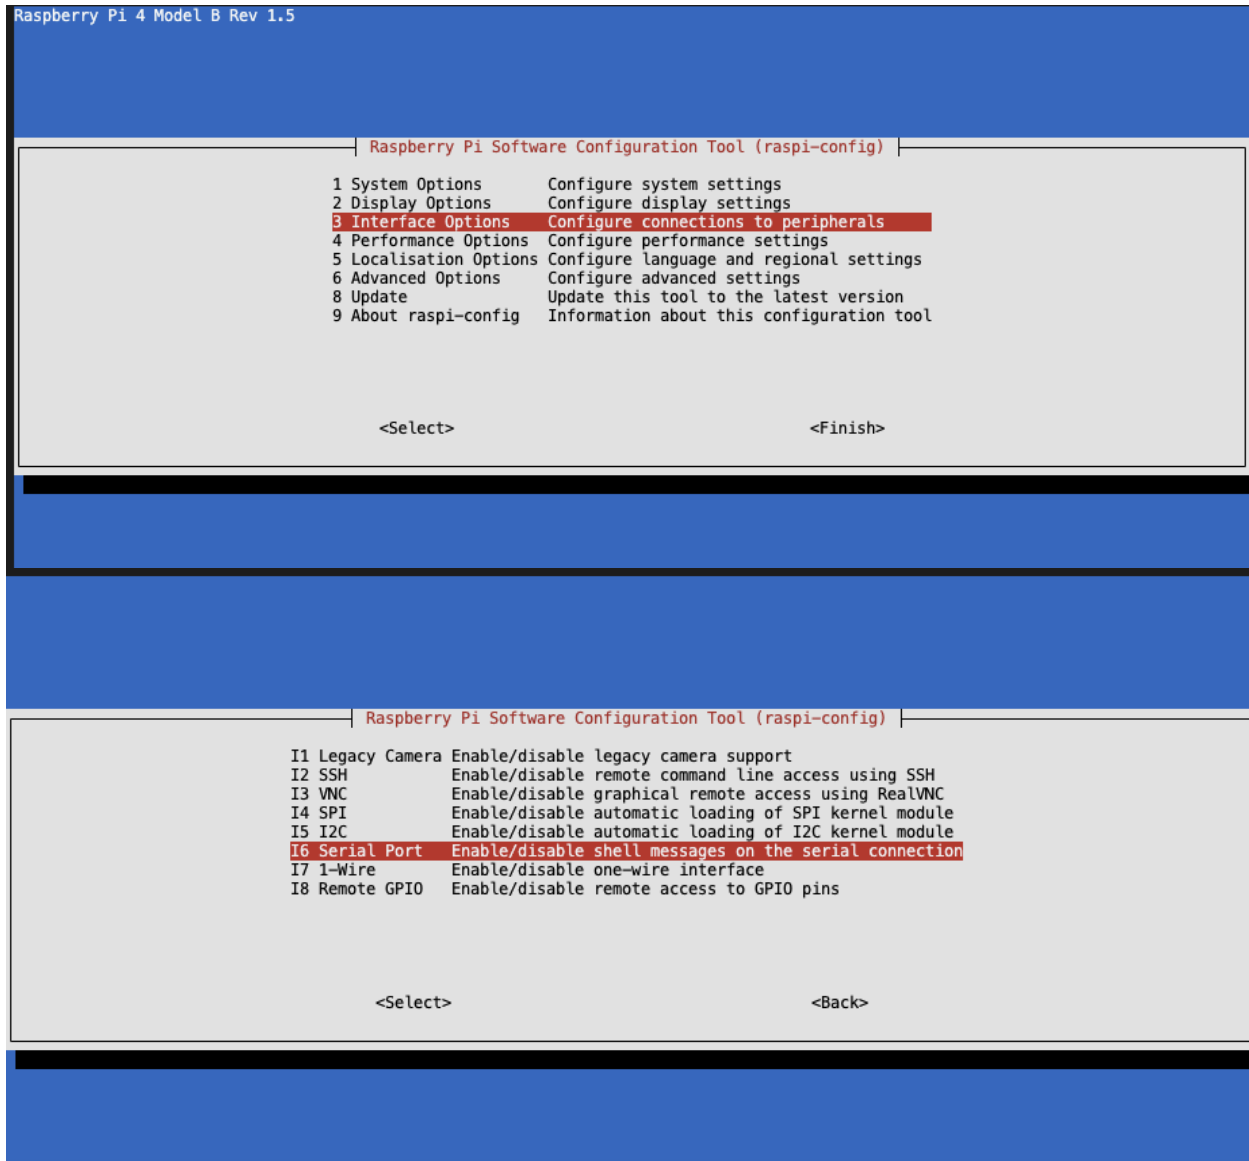 Raspberry Pi 4 Model B Rev 1.5
Raspberry Pi Software Configuration Tool (raspi-config)
1 System Options Configure system settings
2 Display Options Configure display settings
3 Interface Options Configure connections to peripherals
4 Performance Options Configure performance settings
5 Localisation Options Configure language and regional settings
6 Advanced Options Configure advanced settings
8 Update Update this tool to the latest version
9 About raspi-config Information about this configuration tool
<Select> <Finish>
Raspberry Pi Software Configuration Tool (raspi-config)
I1 Legacy Camera Enable/disable legacy camera support
I2 SSH Enable/disable remote command line access using SSH
I3 VNC Enable/disable graphical remote access using RealVNC
I4 SPI Enable/disable automatic loading of SPI kernel module
I5 I2C Enable/disable automatic loading of I2C kernel module
I6 Serial Port Enable/disable shell messages on the serial connection
I7 1-Wire Enable/disable one-wire interface
I8 Remote GPIO Enable/disable remote access to GPIO pins
<Select> <Back>